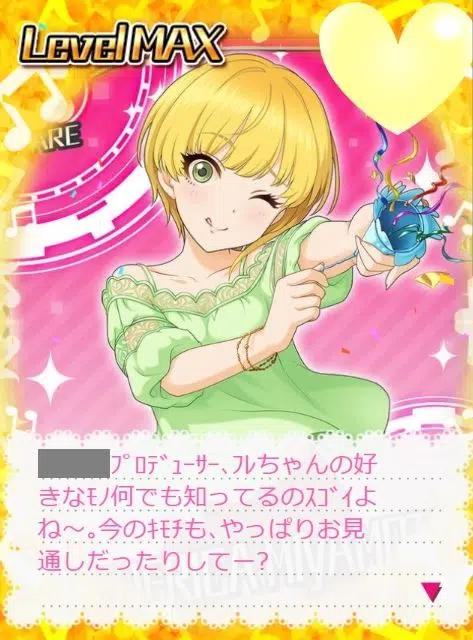 Level MAX
ARE
ﾌﾟﾛﾃﾞｭｰｻｰ､ﾌﾚちゃんの好
きなﾓﾉ何でも知ってるのｽｺﾞｲよ
ね〜｡今のｷﾓﾁも､やっぱりお見
通しだったりしてー?